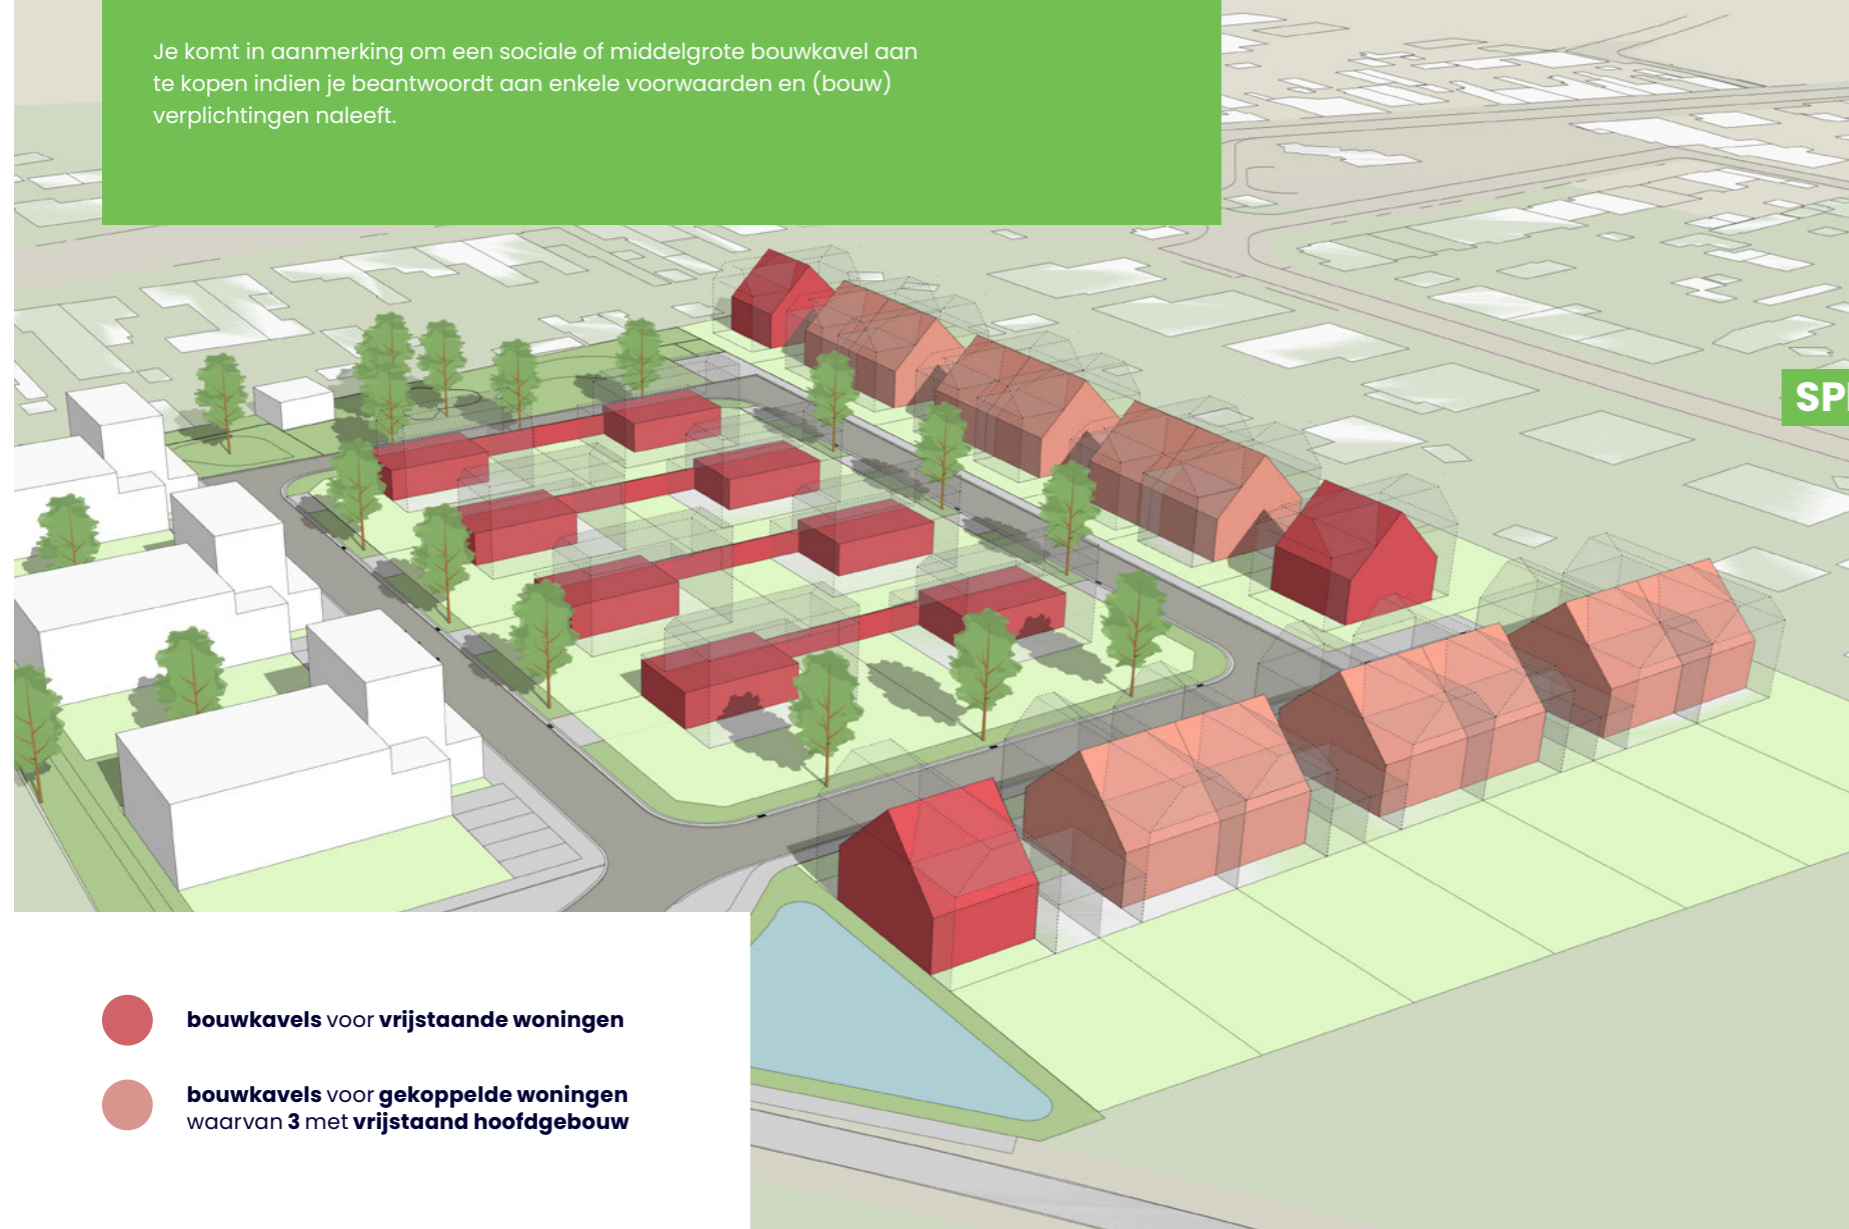 Je komt in aanmerking om een sociale of middelgrote bouwkavel aan
te kopen indien je beantwoordt aan enkele voorwaarden en (bouw)
verplichtingen naleeft.
SP
bouwkavels voor vrijstaande woningen
bouwkavels voor gekoppelde woningen
waarvan 3 met vrijstaand hoofdgebouw